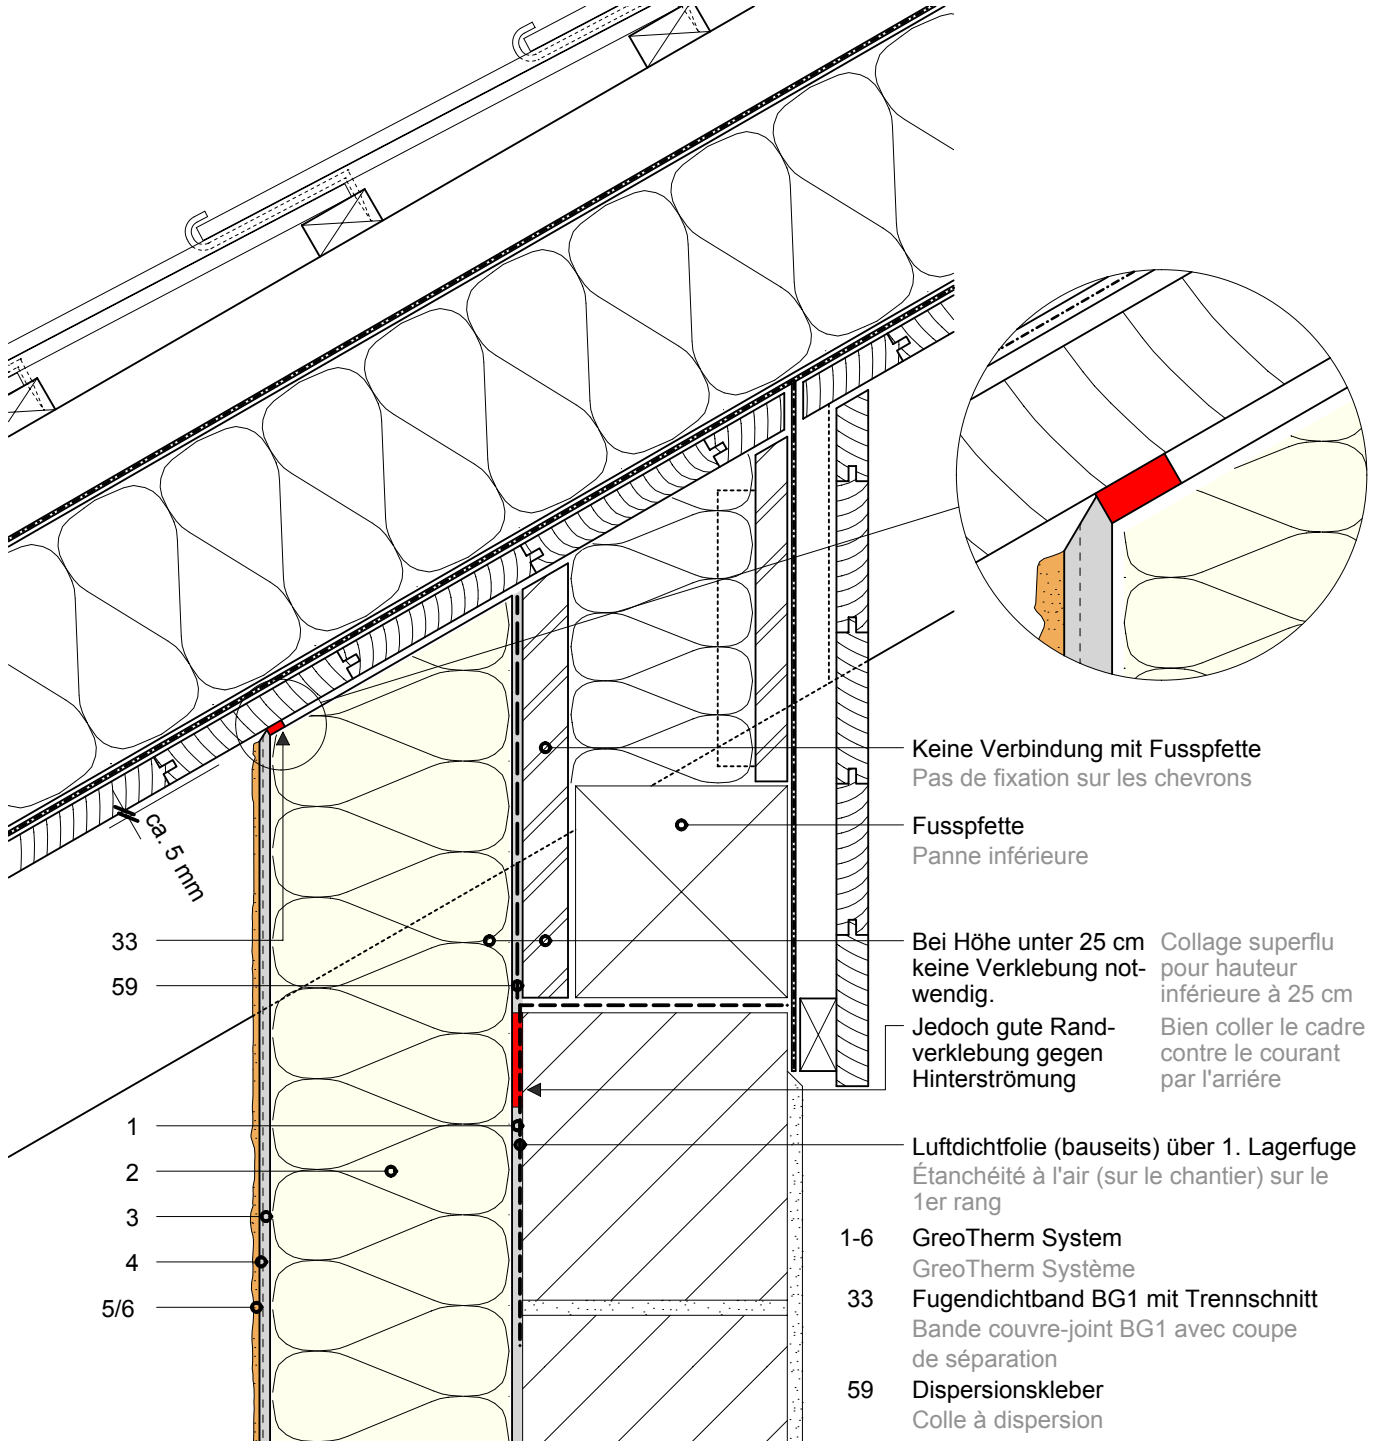 Keine Verbindung mit Fusspfette
Pas de fixation sur les chevrons
Fusspfette
Panne inférieure
ca. 5 mm
33
59
Bei Höhe unter 25 cm
keine Verklebung not-
wendig.
Collage superflu
pour hauteur
inférieure à 25 cm
Jedoch gute Rand-
verklebung gegen
Hinterströmung
Bien coller le cadre
contre le courant
par l'arriére
1
2
3
4
5/6
Luftdichtfolie (bauseits) über 1. Lagerfuge
Étanchéité à l'air (sur le chantier) sur le
1er rang
1-6 GreoTherm System
GreoTherm Système
33 Fugendichtband BG1 mit Trennschnitt
Bande couvre-joint BG1 avec coupe
de séparation
59 Dispersionskleber
Colle à dispersion